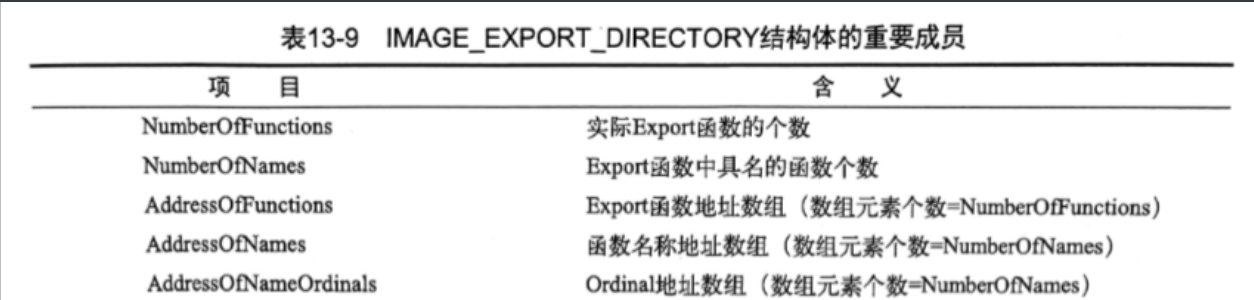 表13-9 IMAGE_EXPORT_DIRECTORY结构体的重要成员
项 目 含 义
NumberOfFunctions 实际Export函数的个数
NumberOfNames Export函数中具名的函数个数
AddressOfFunctions Export函数地址数组（数组元素个数=NumberOfFunctions）
AddressOfNames 函数名称地址数组（数组元素个数=NumberOfNames）
AddressOfNameOrdinals Ordinal地址数组（数组元素个数=NumberOfNames）